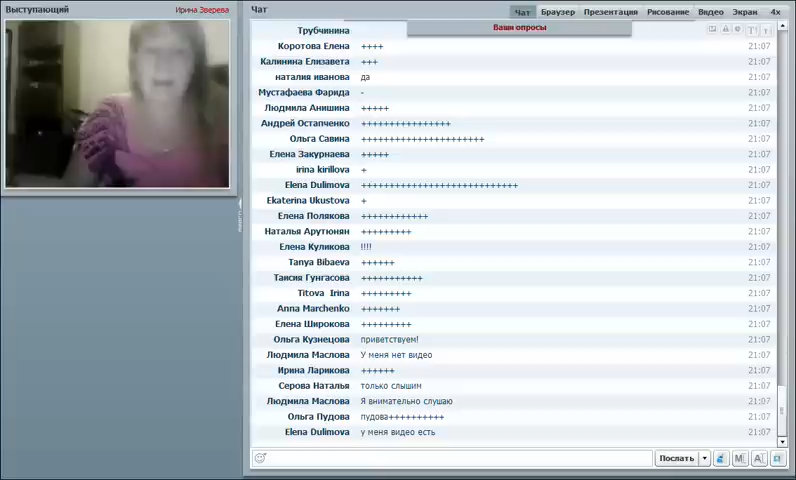 Выступающий Ирина Зверева
Чат
Чат Браузер Презентация Рисование Видео Экран 4x
Ваши опросы
Трубчинина
Коротова Елена ++++ 21:07
Калинина Елизавета +++ 21:07
наталия иванова да 21:07
Мустафаева Фарида - 21:07
Людмила Анишина +++++ 21:07
Андрей Остапченко ++++++++++++++++ 21:07
Ольга Савина ++++++++++++++++++++++ 21:07
Елена Закурнаева +++++ 21:07
irina kirillova + 21:07
Elena Dulimova ++++++++++++++++++++++++++++ 21:07
Ekaterina Ukustova + 21:07
Елена Полякова ++++++++++++ 21:07
Наталья Арутюнян +++++++++ 21:07
Елена Куликова !!!! 21:07
Tanya Bibaeva ++++++ 21:07
Таисия Гунгасова +++++++++++ 21:07
Titova Irina +++++++++ 21:07
Anna Marchenko +++++++ 21:07
Елена Широкова +++++++++ 21:07
Ольга Кузнецова приветствуем! 21:07
Людмила Маслова У меня нет видео 21:07
Ирина Ларикова ++++++ 21:07
Серова Наталья только слышим 21:07
Людмила Маслова Я внимательно слушаю 21:07
Ольга Пудова пудова++++++++++ 21:07
Elena Dulimova у меня видео есть 21:07
Послать